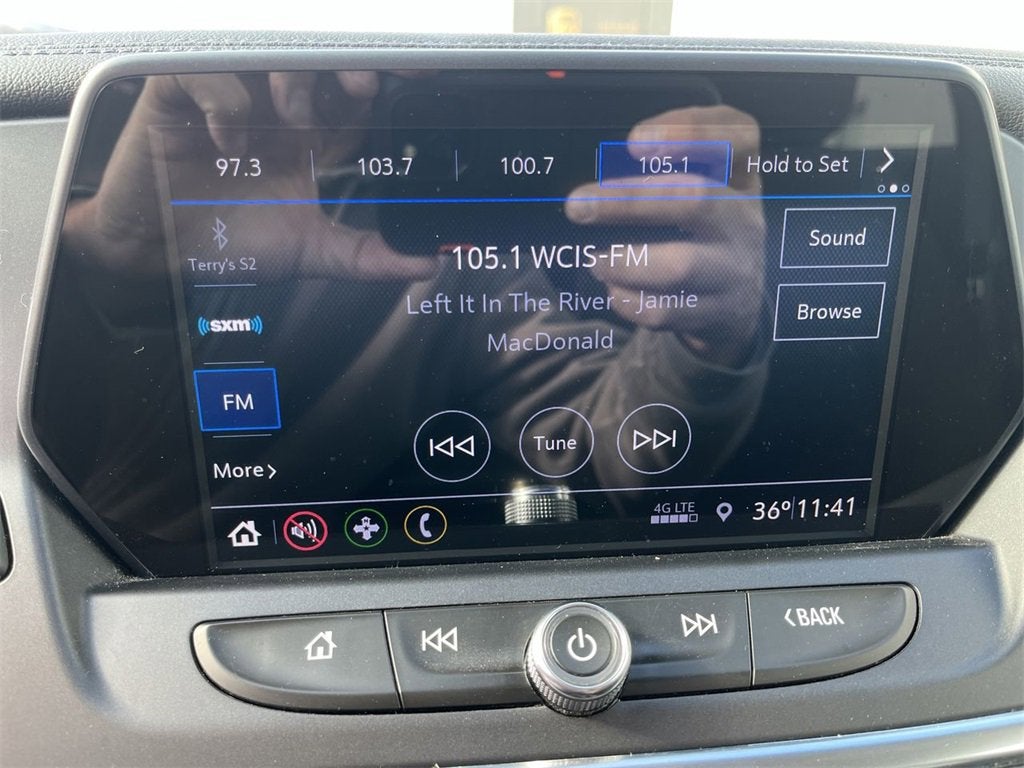 97.3 103.7 100.7 105.1 Hold to Set
Terry's S2
105.1 WCIS-FM
Sound
Left It In The River - Jamie
MacDonald
Browse
sxm
FM
Tune
More
4G LTE 36° 11:41
BACK